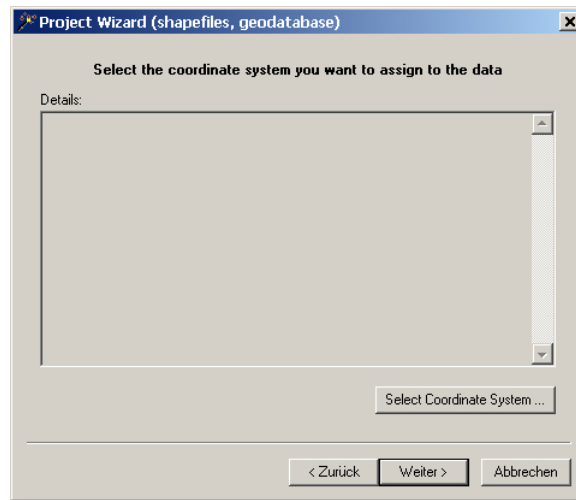 Project Wizard (shapefiles, geodatabase)
Select the coordinate system you want to assign to the data
Details:
Select Coordinate System ...
< Zurück Weiter > Abbrechen